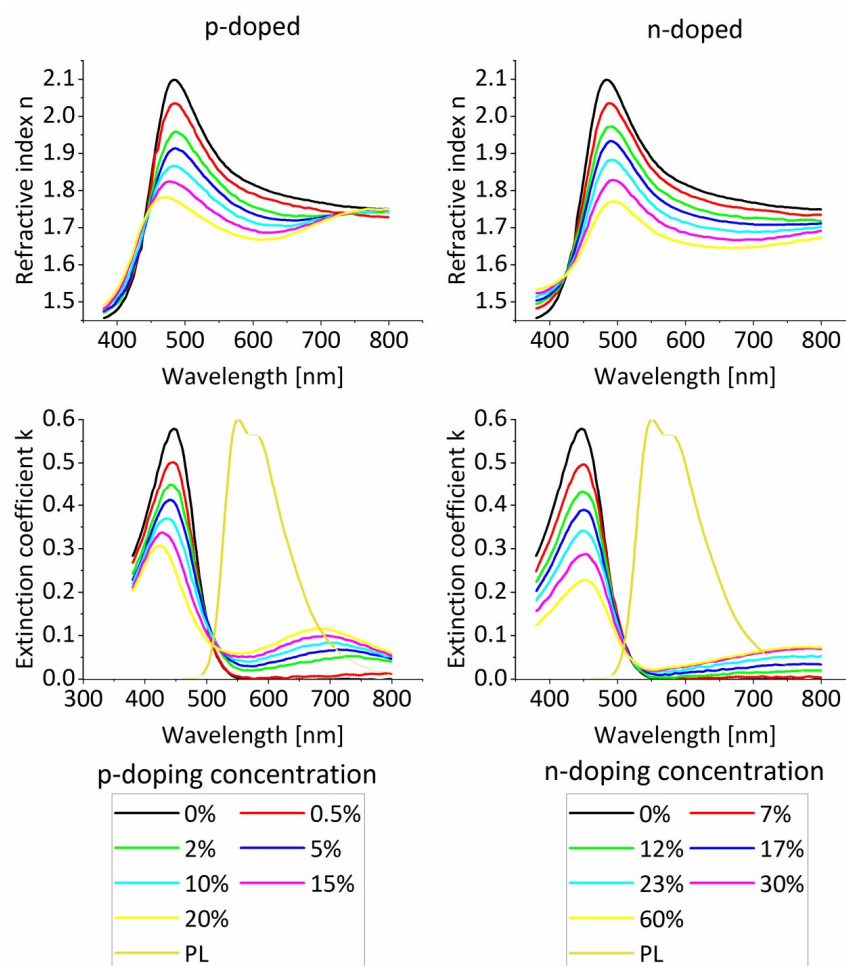 p-doped
n-doped
Refractive index n
2.1
2.0
1.9
1.8
1.7
1.6
1.5
400 500 600 700 800
Wavelength [nm]
Refractive index n
2.1
2.0
1.9
1.8
1.7
1.6
1.5
400 500 600 700 800
Wavelength [nm]
Extinction coefficient k
0.6
0.5
0.4
0.3
0.2
0.1
0.0
300 400 500 600 700 800
Wavelength [nm]
Extinction coefficient k
0.6
0.5
0.4
0.3
0.2
0.1
0.0
400 500 600 700 800
Wavelength [nm]
p-doping concentration
0% 0.5%
2% 5%
10% 15%
20%
PL
n-doping concentration
0% 7%
12% 17%
23% 30%
60%
PL